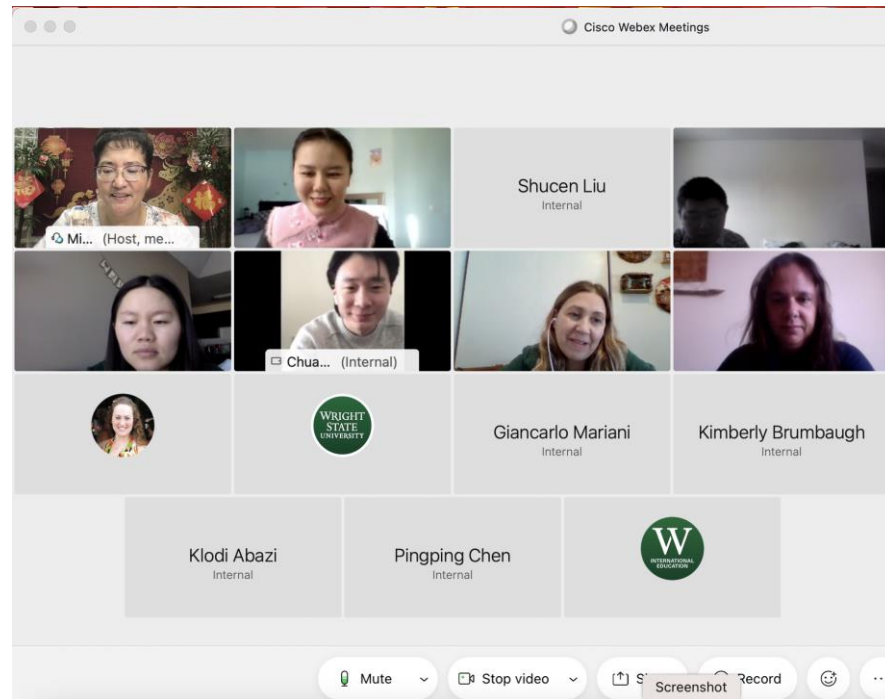 Cisco Webex Meetings
Mi... (Host, me...
Shucen Liu
Internal
Chua... (Internal)
WRIGHT
STATE
UNIVERSITY
Giancarlo Mariani
Internal
Kimberly Brumbaugh
Internal
Klodi Abazi
Internal
Pingping Chen
Internal
W
INTERNATIONAL
EDUCATION
Mute
Stop video
Record
Screenshot